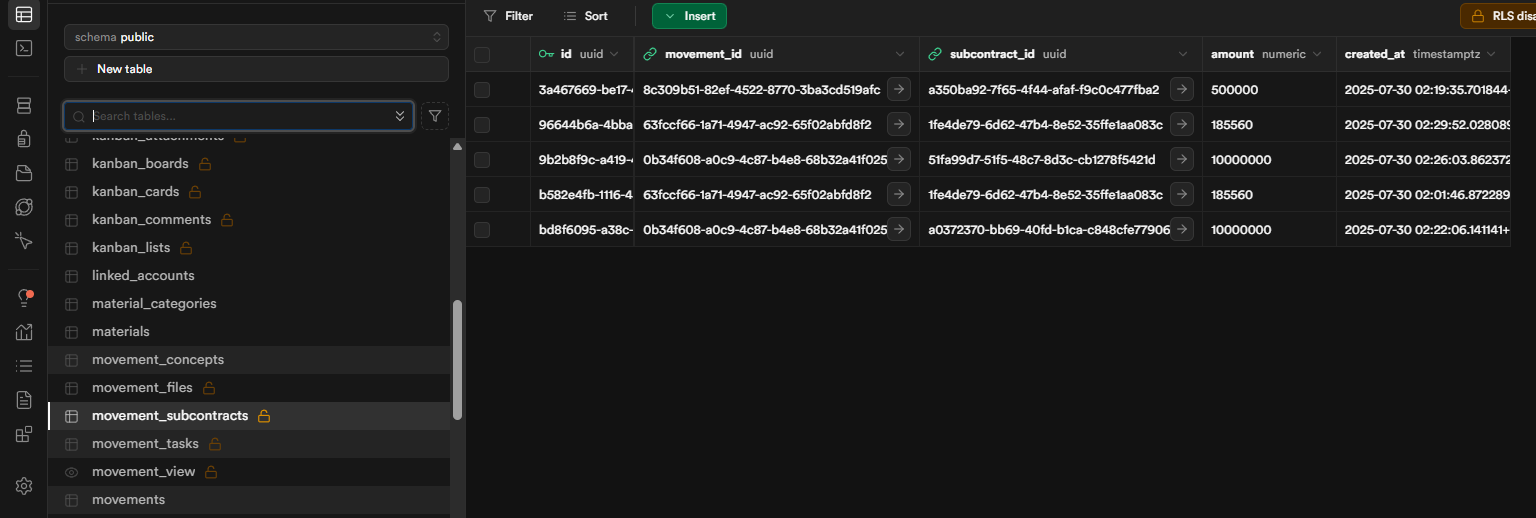 schema public
New table
Search tables...
kanban_attachments
kanban_boards
kanban_cards
kanban_comments
kanban_lists
linked_accounts
material_categories
materials
movement_concepts
movement_files
movement_subcontracts
movement_tasks
movement_view
movements
Filter Sort Insert RLS disa
id uuid movement_id uuid subcontract_id uuid amount numeric created_at timestamptz
3a467669-be17-4 8c309b51-82ef-4522-8770-3ba3cd519afc a350ba92-7f65-4f44-afaf-f9c0c477fba2 500000 2025-07-30 02:19:35.701844
96644b6a-4bba 63fccf66-1a71-4947-ac92-65f02abfd8f2 1fe4de79-6d62-47b4-8e52-35ffe1aa083c 185560 2025-07-30 02:29:52.028089
9b2b8f9c-a419-4 0b34f608-a0c9-4c87-b4e8-68b32a41f025 51fa99d7-51f5-48c7-8d3c-cb1278f5421d 10000000 2025-07-30 02:26:03.862372
b582e4fb-1116-4 63fccf66-1a71-4947-ac92-65f02abfd8f2 1fe4de79-6d62-47b4-8e52-35ffe1aa083c 185560 2025-07-30 02:01:46.872289
bd8f6095-a38c- 0b34f608-a0c9-4c87-b4e8-68b32a41f025 a0372370-bb69-40fd-b1ca-c848cfe77906 10000000 2025-07-30 02:22:06.141141+